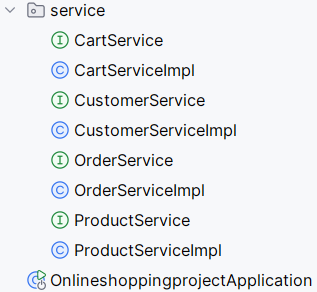 service
CartService
CartServiceImpl
CustomerService
CustomerServiceImpl
OrderService
OrderServiceImpl
ProductService
ProductServiceImpl
OnlineshoppingprojectApplication